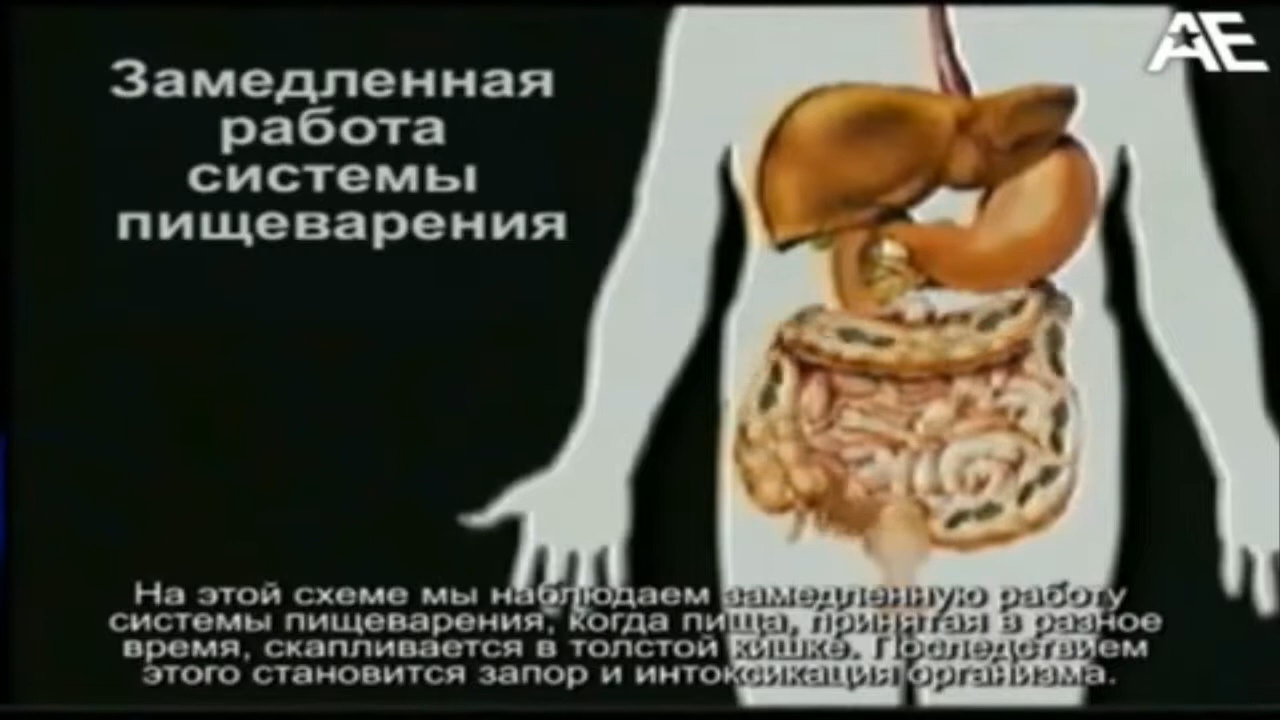 Замедленная
работа
системы
пищеварения
AE
На этой схеме мы наблюдаем замедленную работу
системы пищеварения, когда пища, принятая в разное
время, скапливается в толстой кишке. Последствием
этого становится запор и интоксикация организма.